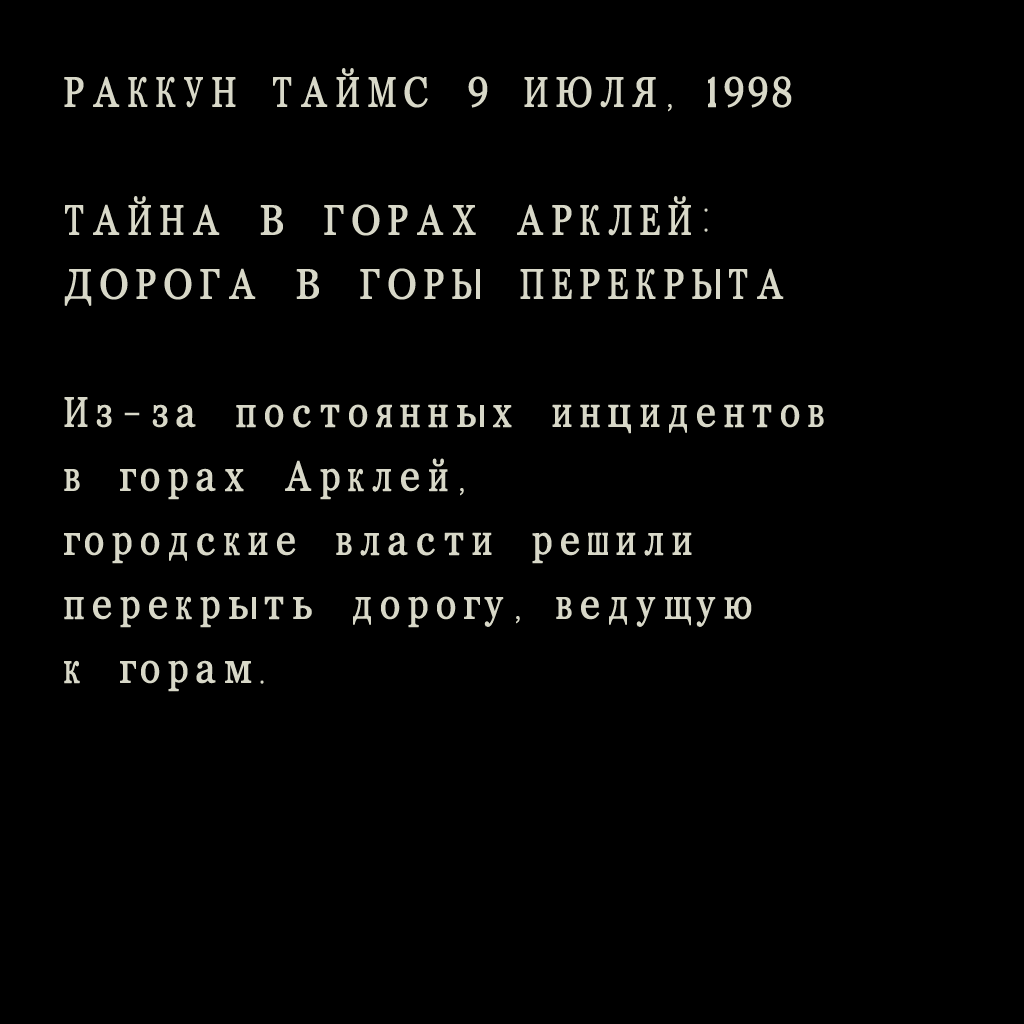 РАККУН ТАЙМС 9 ИЮЛЯ, 1998
ТАЙНА В ГОРАХ АРКЛЕЙ:
ДОРОГА В ГОРЫ ПЕРЕКРЫТА
Из-за постоянных инцидентов
в горах Арклей,
городские власти решили
перекрыть дорогу, ведущую
к горам.